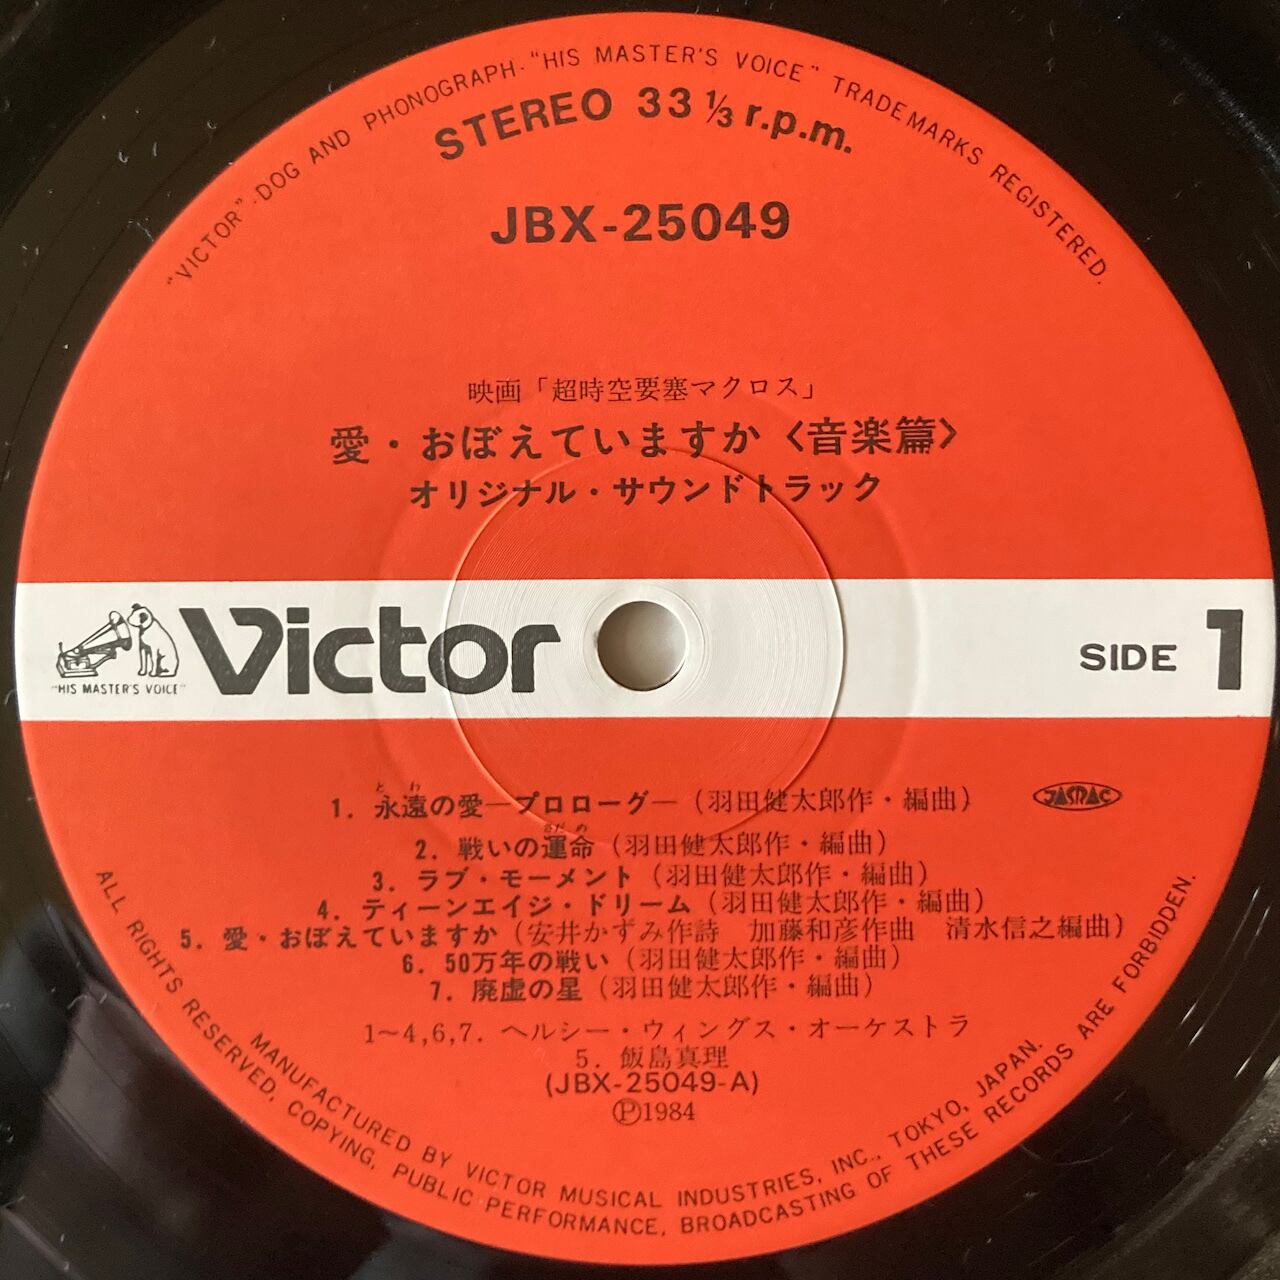 "VICTOR"-DOG AND PHONOGRAPH-"HIS MASTER'S VOICE" TRADE MARKS REGISTERED.
STEREO 33 1/3 r.p.m.
JBX-25049
映画「超時空要塞マクロス」
愛・おぼえていますか〈音楽篇〉
オリジナル・サウンドトラック
Victor
"HIS MASTER'S VOICE"
SIDE 1
とわ
1. 永遠の愛—プロローグ—（羽田健太郎作・編曲）
JASRAC
さだめ
2. 戦いの運命（羽田健太郎作・編曲）
3. ラブ・モーメント（羽田健太郎作・編曲）
4. ティーンエイジ・ドリーム（羽田健太郎作・編曲）
5. 愛・おぼえていますか（安井かずみ作詩　加藤和彦作曲　清水信之編曲）
6. 50万年の戦い（羽田健太郎作・編曲）
7. 廃虚の星（羽田健太郎作・編曲）
1～4,6,7. ヘルシー・ウィングス・オーケストラ
5. 飯島真理
(JBX-25049-A)
Ⓟ1984
MANUFACTURED BY VICTOR MUSICAL INDUSTRIES, INC., TOKYO, JAPAN.
ALL RIGHTS RESERVED, COPYING, PUBLIC PERFORMANCE, BROADCASTING OF THESE RECORDS ARE FORBIDDEN.